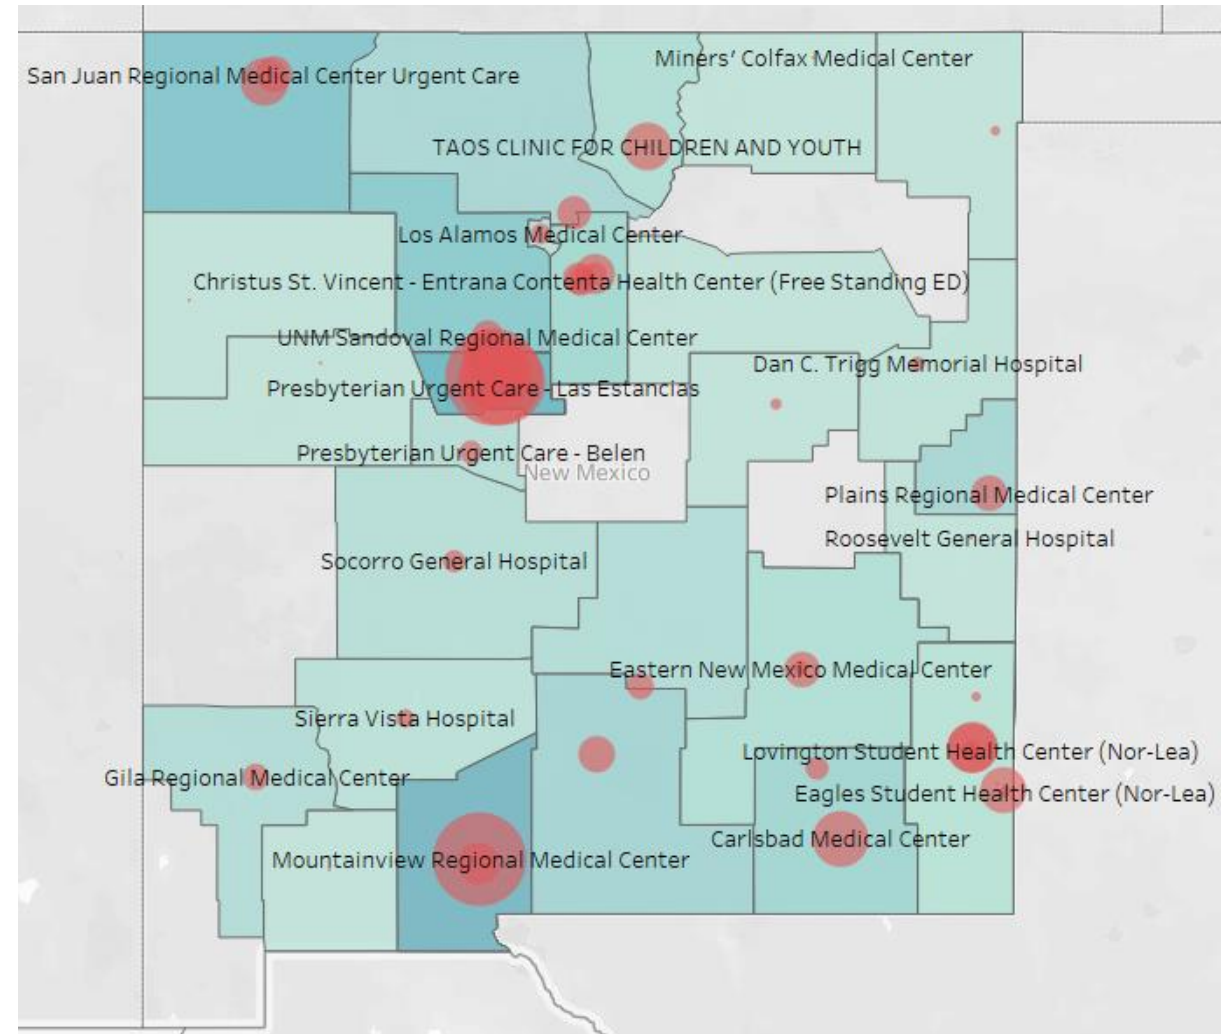 Miners' Colfax Medical Center
San Juan Regional Medical Center Urgent Care
TAOS CLINIC FOR CHILDREN AND YOUTH
Los Alamos Medical Center
Christus St. Vincent - Entrana Contenta Health Center (Free Standing ED)
UNM Sandoval Regional Medical Center
Dan C. Trigg Memorial Hospital
Presbyterian Urgent Care - Las Estancias
Presbyterian Urgent Care - Belen
New Mexico
Plains Regional Medical Center
Roosevelt General Hospital
Socorro General Hospital
Eastern New Mexico Medical Center
Sierra Vista Hospital
Lovington Student Health Center (Nor-Lea)
Gila Regional Medical Center
Eagles Student Health Center (Nor-Lea)
Carlsbad Medical Center
Mountainview Regional Medical Center